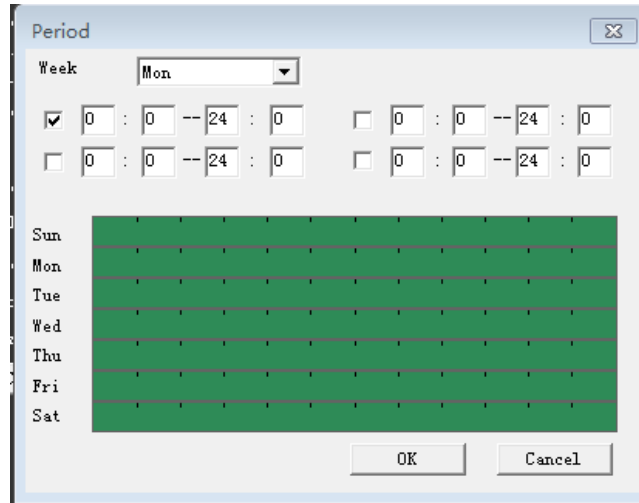 Period
Week Mon
0 : 0 -- 24 : 0 0 : 0 -- 24 : 0
0 : 0 -- 24 : 0 0 : 0 -- 24 : 0
Sun
Mon
Tue
Wed
Thu
Fri
Sat
OK Cancel